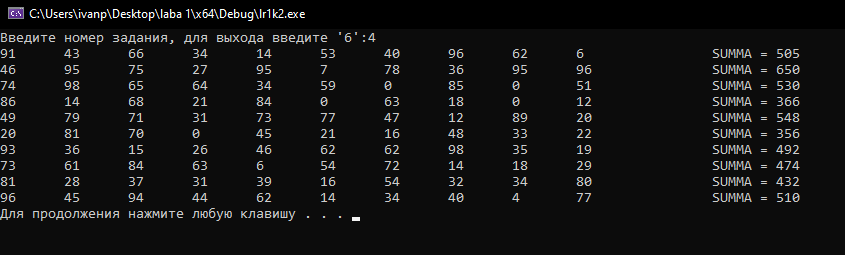 C:\Users\ivanp\Desktop\laba 1\x64\Debug\lr1k2.exe
Введите номер задания, для выхода введите '6':4
91 43 66 34 14 53 40 96 62 6 SUMMA = 505
46 95 75 27 95 7 78 36 95 96 SUMMA = 650
74 98 65 64 34 59 0 85 0 51 SUMMA = 530
86 14 68 21 84 0 63 18 0 12 SUMMA = 366
49 79 71 31 73 77 47 12 89 20 SUMMA = 548
20 81 70 0 45 21 16 48 33 22 SUMMA = 356
93 36 15 26 46 62 62 98 35 19 SUMMA = 492
73 61 84 63 6 54 72 14 18 29 SUMMA = 474
81 28 37 31 39 16 54 32 34 80 SUMMA = 432
96 45 94 44 62 14 34 40 4 77 SUMMA = 510
Для продолжения нажмите любую клавишу . . .